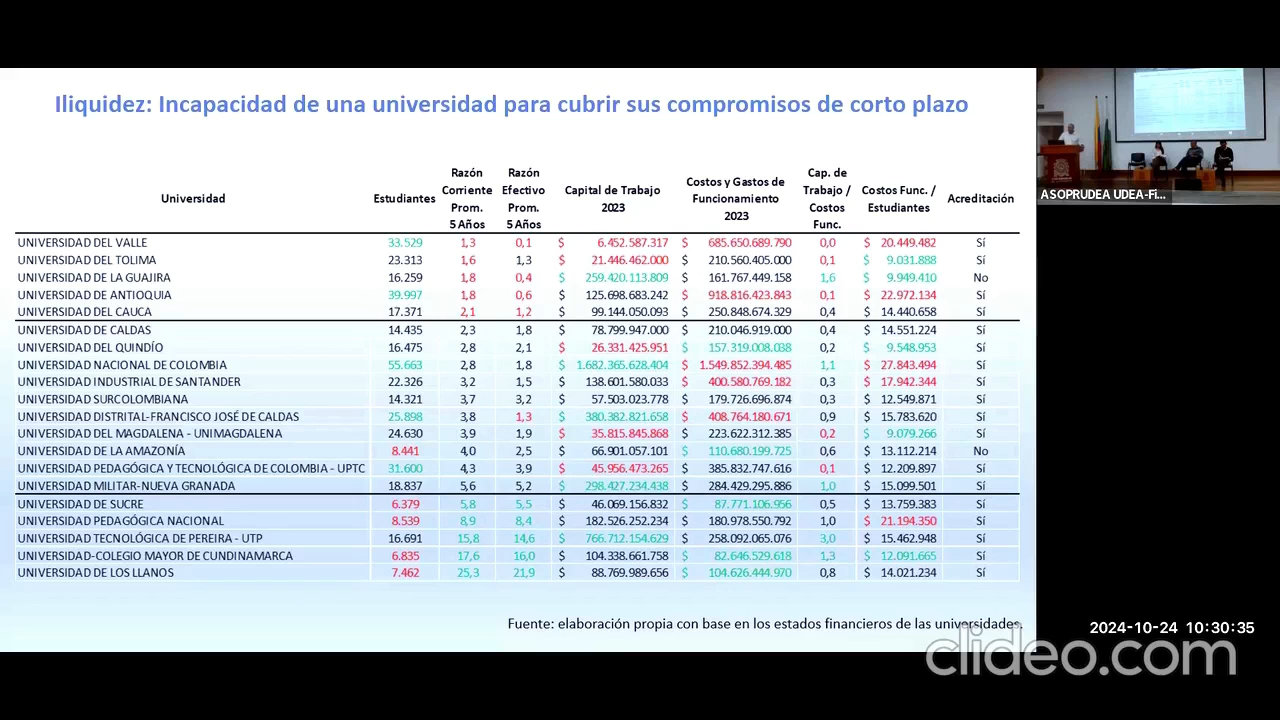 Iliquidez: Incapacidad de una universidad para cubrir sus compromisos de corto plazo
Universidad Estudiantes Razón Corriente Prom. 5 Años Razón Efectivo Prom. 5 Años Capital de Trabajo 2023 Costos y Gastos de Funcionamiento 2023 Cap. de Trabajo / Costos Func. Costos Func. / Estudiantes Acreditación
UNIVERSIDAD DEL VALLE 33.529 1,3 0,1 $ 6.452.587.317 $ 685.650.689.790 0,0 $ 20.449.482 Sí
UNIVERSIDAD DEL TOLIMA 23.313 1,6 1,3 $ 21.446.462.000 $ 210.560.405.000 0,1 $ 9.031.888 Sí
UNIVERSIDAD DE LA GUAJIRA 16.259 1,8 0,4 $ 259.420.113.809 $ 161.767.449.158 1,6 $ 9.949.410 No
UNIVERSIDAD DE ANTIOQUIA 39.997 1,8 0,6 $ 125.698.683.242 $ 918.816.423.843 0,1 $ 22.972.134 Sí
UNIVERSIDAD DEL CAUCA 17.371 2,1 1,2 $ 99.144.050.093 $ 250.848.674.329 0,4 $ 14.440.658 Sí
UNIVERSIDAD DE CALDAS 14.435 2,3 1,8 $ 78.799.947.000 $ 210.046.919.000 0,4 $ 14.551.224 Sí
UNIVERSIDAD DEL QUINDÍO 16.475 2,8 2,1 $ 26.331.425.951 $ 157.319.008.038 0,2 $ 9.548.953 Sí
UNIVERSIDAD NACIONAL DE COLOMBIA 55.663 2,8 1,8 $ 1.682.365.628.404 $ 1.549.852.394.485 1,1 $ 27.843.494 Sí
UNIVERSIDAD INDUSTRIAL DE SANTANDER 22.326 3,2 1,5 $ 138.601.580.033 $ 400.580.769.182 0,3 $ 17.942.344 Sí
UNIVERSIDAD SURCOLOMBIANA 14.321 3,7 3,2 $ 57.503.023.778 $ 179.726.696.874 0,3 $ 12.549.871 Sí
UNIVERSIDAD DISTRITAL-FRANCISCO JOSÉ DE CALDAS 25.898 3,8 1,3 $ 380.382.821.658 $ 408.764.180.671 0,9 $ 15.783.620 Sí
UNIVERSIDAD DEL MAGDALENA - UNIMAGDALENA 24.630 3,9 1,9 $ 35.815.845.868 $ 223.622.312.385 0,2 $ 9.079.266 Sí
UNIVERSIDAD DE LA AMAZONÍA 8.441 4,0 2,5 $ 66.901.057.101 $ 110.680.199.725 0,6 $ 13.112.214 No
UNIVERSIDAD PEDAGÓGICA Y TECNOLÓGICA DE COLOMBIA - UPTC 31.600 4,3 3,9 $ 45.956.473.265 $ 385.832.747.616 0,1 $ 12.209.897 Sí
UNIVERSIDAD MILITAR-NUEVA GRANADA 18.837 5,6 5,2 $ 298.427.234.438 $ 284.429.295.886 1,0 $ 15.099.501 Sí
UNIVERSIDAD DE SUCRE 6.379 5,8 5,5 $ 46.069.156.832 $ 87.771.106.956 0,5 $ 13.759.383 Sí
UNIVERSIDAD PEDAGÓGICA NACIONAL 8.539 8,9 8,4 $ 182.526.252.234 $ 180.978.550.792 1,0 $ 21.194.350 Sí
UNIVERSIDAD TECNOLÓGICA DE PEREIRA - UTP 16.691 15,8 14,6 $ 766.712.154.629 $ 258.092.065.076 3,0 $ 15.462.948 Sí
UNIVERSIDAD-COLEGIO MAYOR DE CUNDINAMARCA 6.835 17,6 16,0 $ 104.338.661.758 $ 82.646.529.618 1,3 $ 12.091.665 Sí
UNIVERSIDAD DE LOS LLANOS 7.462 25,3 21,9 $ 88.769.989.656 $ 104.626.444.970 0,8 $ 14.021.234 Sí
Fuente: elaboración propia con base en los estados financieros de las universidades.
ASOPRUDEA UDEA-Fi...
2024-10-24 10:30:35
clideo.com